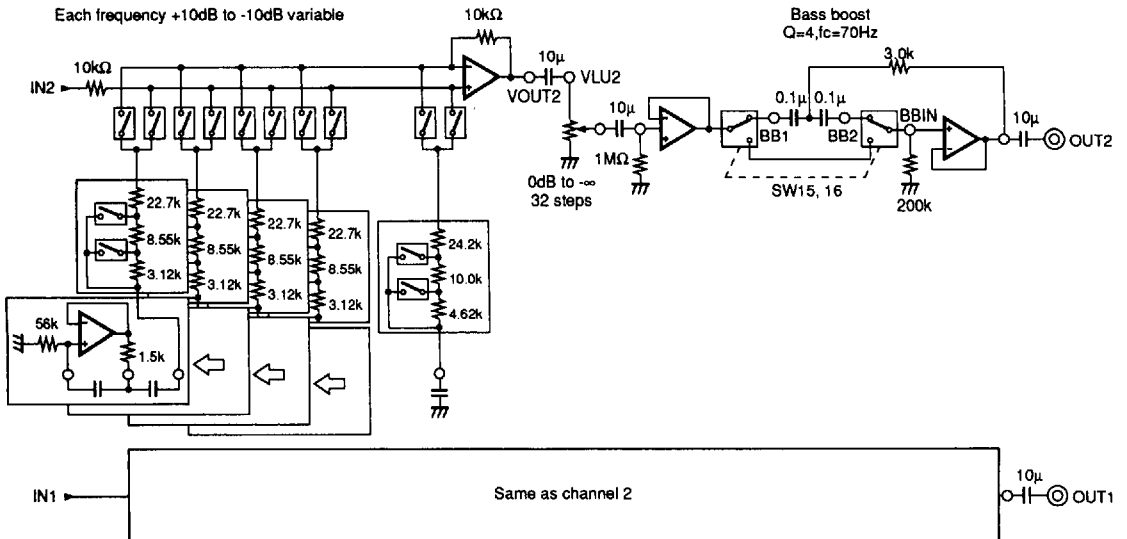 Each frequency +10dB to -10dB variable
Bass boost
Q=4,fc=70Hz
10kΩ
3.0k
10kΩ
10μ
VLU2
IN2
VOUT2
10μ
0.1μ
0.1μ
BBIN
10μ
BB1
BB2
OUT2
1MΩ
0dB to -∞
32 steps
SW15, 16
200k
22.7k
22.7k
22.7k
22.7k
24.2k
8.55k
8.55k
8.55k
8.55k
10.0k
3.12k
3.12k
3.12k
3.12k
4.62k
56k
1.5k
10μ
IN1
Same as channel 2
OUT1